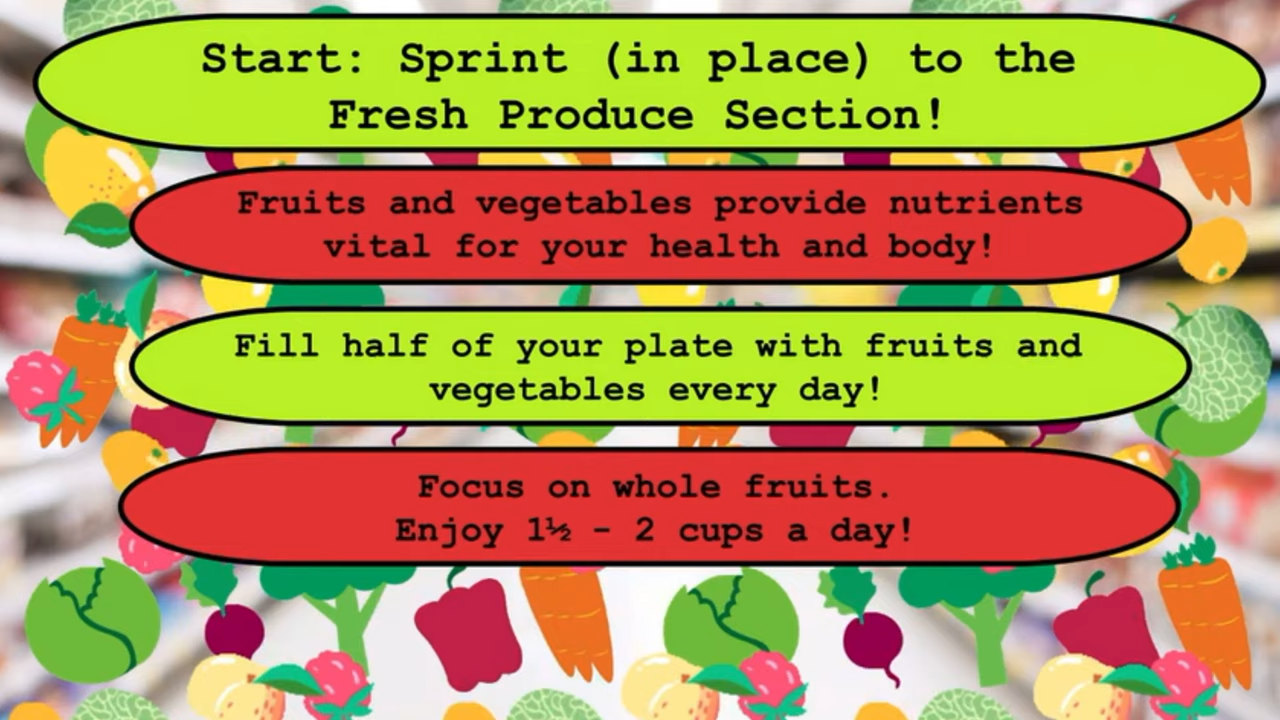 Start: Sprint (in place) to the
Fresh Produce Section!
Fruits and vegetables provide nutrients
vital for your health and body!
Fill half of your plate with fruits and
vegetables every day!
Focus on whole fruits.
Enjoy 1½ - 2 cups a day!